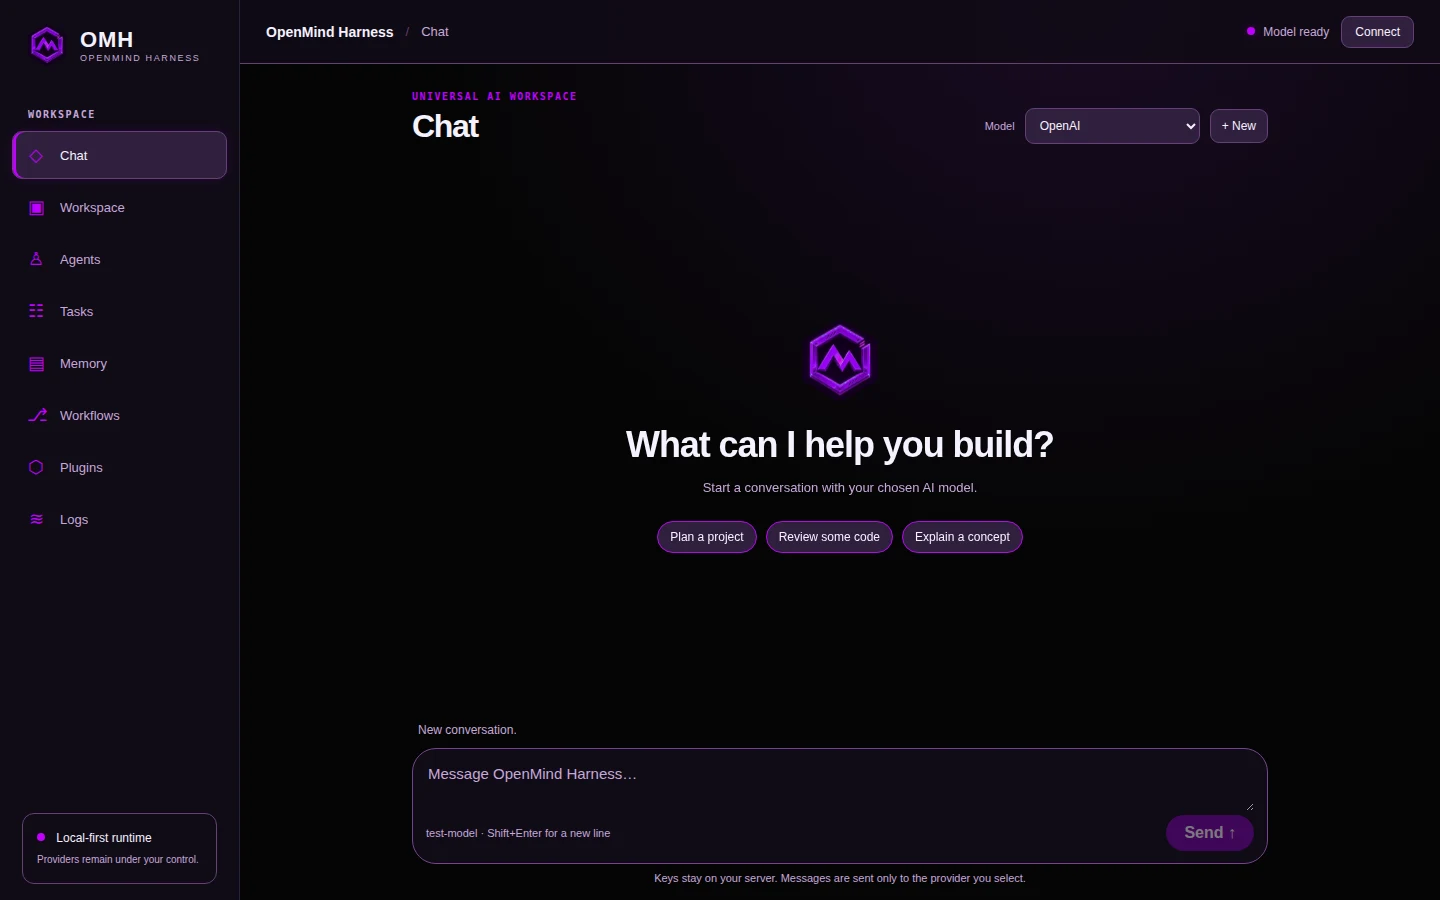 OMH
OPENMIND HARNESS
WORKSPACE
Chat
Workspace
Agents
Tasks
Memory
Workflows
Plugins
Logs
Local-first runtime
Providers remain under your control.
OpenMind Harness / Chat
Model ready
Connect
UNIVERSAL AI WORKSPACE
Chat
Model
OpenAI
+ New
What can I help you build?
Start a conversation with your chosen AI model.
Plan a project
Review some code
Explain a concept
New conversation.
Message OpenMind Harness…
test-model · Shift+Enter for a new line
Send ↑
Keys stay on your server. Messages are sent only to the provider you select.